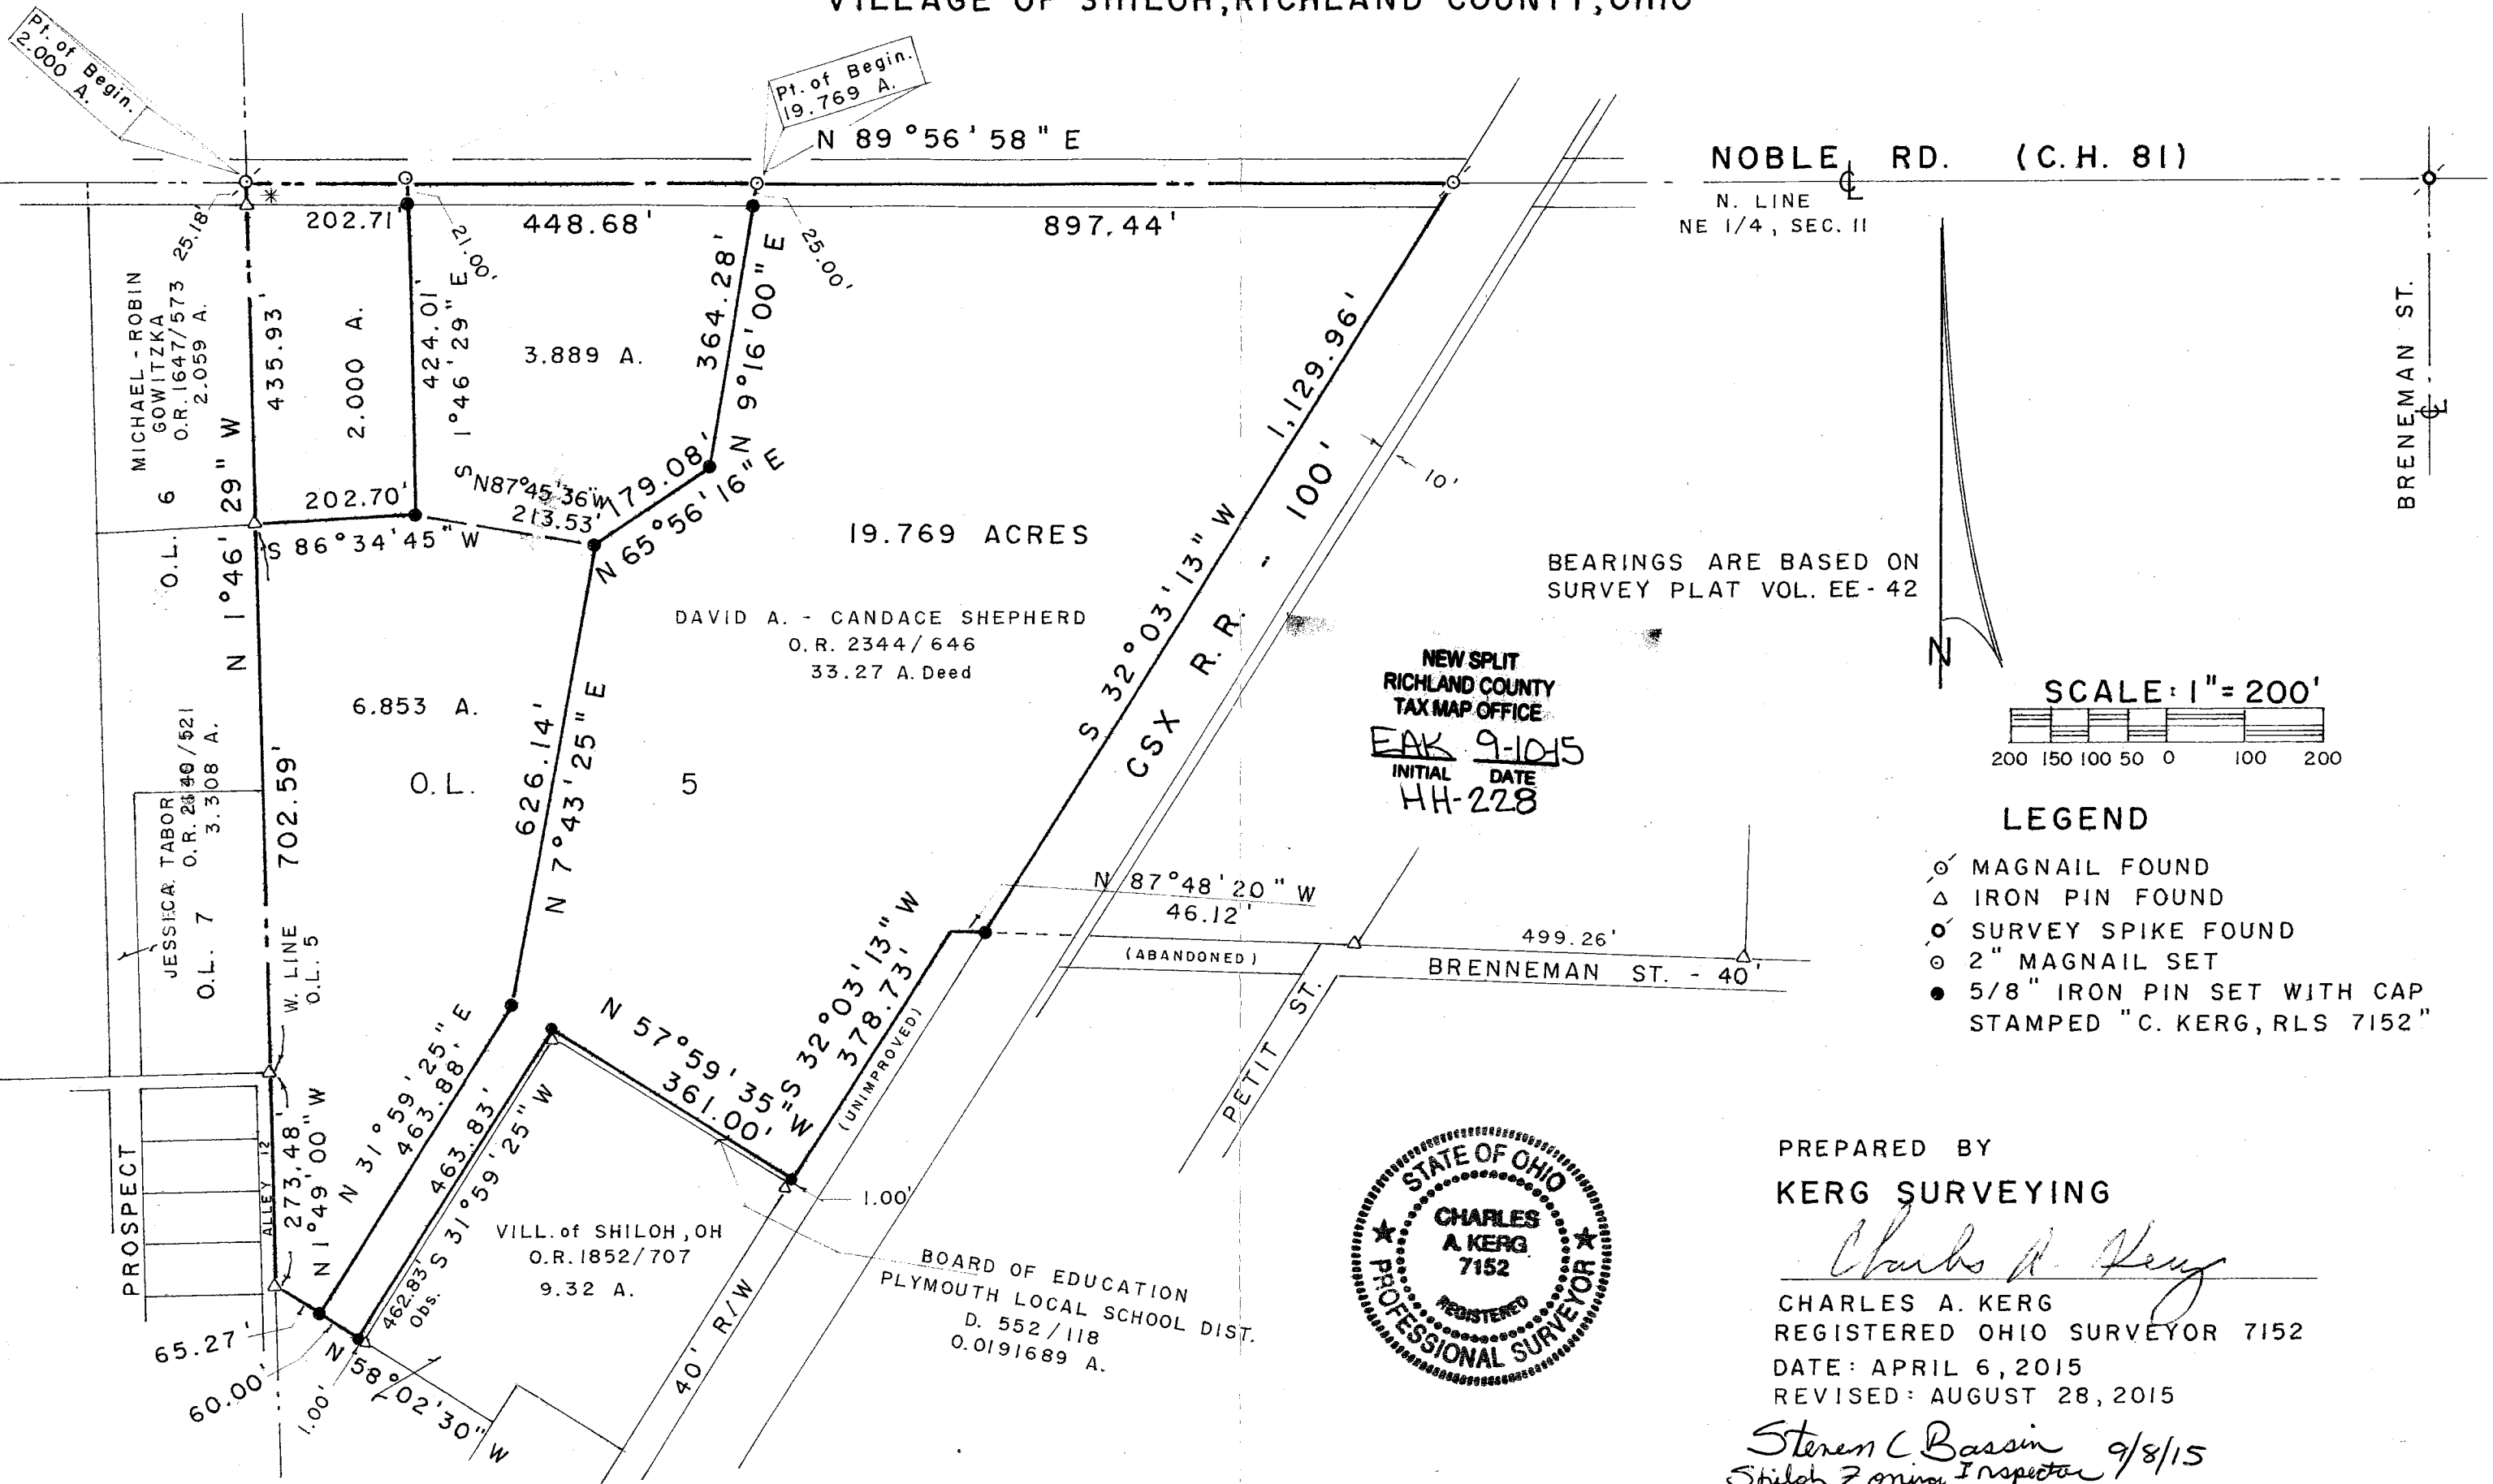 VILLAGE OF SHILOH, RICHLAND COUNTY, OHIO
Pt. of Begin.
2.000 A.
Pt. of Begin.
19.769 A.
N 89°56'58" E
NOBLE RD. (C.H. 81)
N. LINE
NE 1/4, SEC. 11
BRENEMAN ST.
202.71'
448.68'
897.44'
25.18'
21.00'
25.00'
MICHAEL - ROBIN
GOWITZKA
O.R. 1647/573
2.059 A.
O.L. 6
435.93'
2.000 A.
424.01'
S 1°46'29" E
3.889 A.
364.28'
N 9°16'00" E
1,129.96'
S 32°03'13" W
CSX R.R. - 100'
10'
N 1°46'29" W
202.70'
S 86°34'45" W
N87°45'36"W
213.53'
179.08'
N 65°56'16" E
19.769 ACRES
DAVID A. - CANDACE SHEPHERD
O.R. 2344/646
33.27 A. Deed
BEARINGS ARE BASED ON
SURVEY PLAT VOL. EE-42
N
NEW SPLIT
RICHLAND COUNTY
TAX MAP OFFICE
EAK 9-10-15
INITIAL DATE
HH-228
SCALE: 1"=200'
200 150 100 50 0 100 200
6.853 A.
O.L. 5
626.14'
N 7°43'25" E
JESSICA TABOR
3.308 A.
O.L. 7
702.59'
W. LINE
O.L. 5
LEGEND
MAGNAIL FOUND
IRON PIN FOUND
SURVEY SPIKE FOUND
2" MAGNAIL SET
5/8" IRON PIN SET WITH CAP
STAMPED "C. KERG, RLS 7152"
N 87°48'20" W
46.12'
499.26'
(ABANDONED)
BRENNEMAN ST. - 40'
PETIT ST.
S 32°03'13" W
378.73'
(UNIMPROVED)
N 57°59'35" W
361.00'
N 31°59'25" E
463.88'
463.83'
S 31°59'25" W
462.83'
Obs.
PROSPECT
ALLEY 12
273.48'
N 1°49'00" W
VILL. of SHILOH, OH
O.R. 1852/707
9.32 A.
1.00'
BOARD OF EDUCATION
PLYMOUTH LOCAL SCHOOL DIST.
D. 552/118
0.0191689 A.
40' R/W
65.27'
60.00'
1.00'
N 58°02'30" W
STATE OF OHIO
CHARLES
A. KERG
7152
REGISTERED
PROFESSIONAL SURVEYOR
PREPARED BY
KERG SURVEYING
Charles A. Kerg
CHARLES A. KERG
REGISTERED OHIO SURVEYOR 7152
DATE: APRIL 6, 2015
REVISED: AUGUST 28, 2015
Steven C Bassin 9/8/15
Shiloh Zoning Inspector